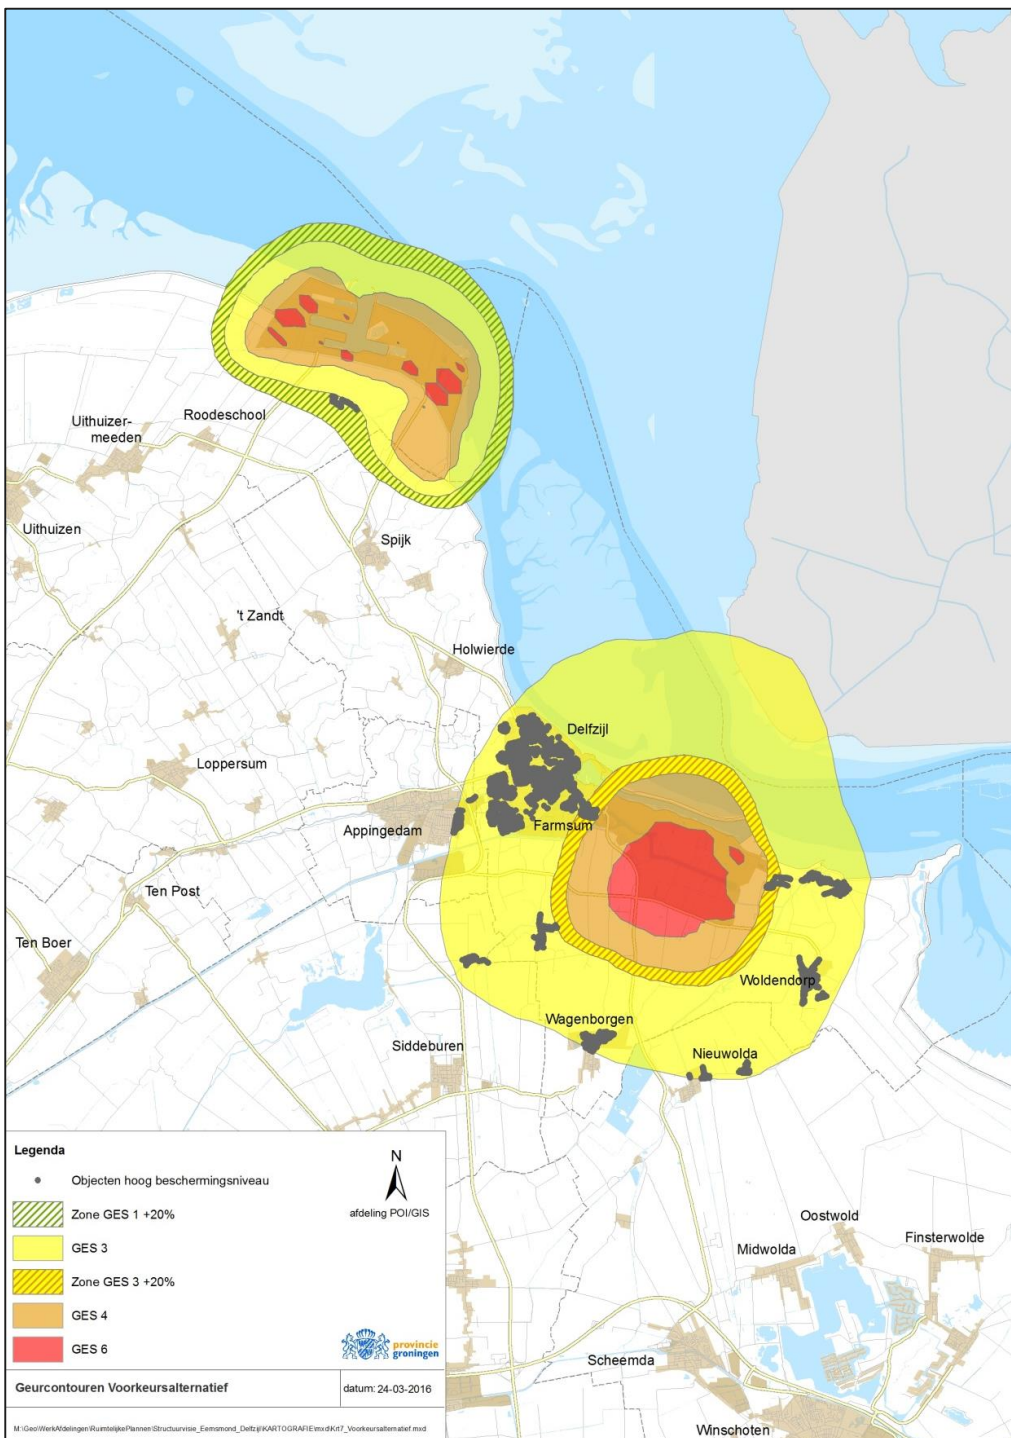 Roodeschool
Uithuizer-
meeden
Uithuizen
Spijk
't Zandt
Holwierde
Delfzijl
Loppersum
Appingedam
Farmsum
Ten Post
Ten Boer
Woldendorp
Wagenborgen
Siddeburen
Nieuwolda
Oostwold
Midwolda
Finsterwolde
Scheemda
Winschoten
Legenda
Objecten hoog beschermingsniveau
Zone GES 1 +20%
GES 3
Zone GES 3 +20%
GES 4
GES 6
N
afdeling POI/GIS
provincie
groningen
Geurcontouren Voorkeursalternatief
datum: 24-03-2016